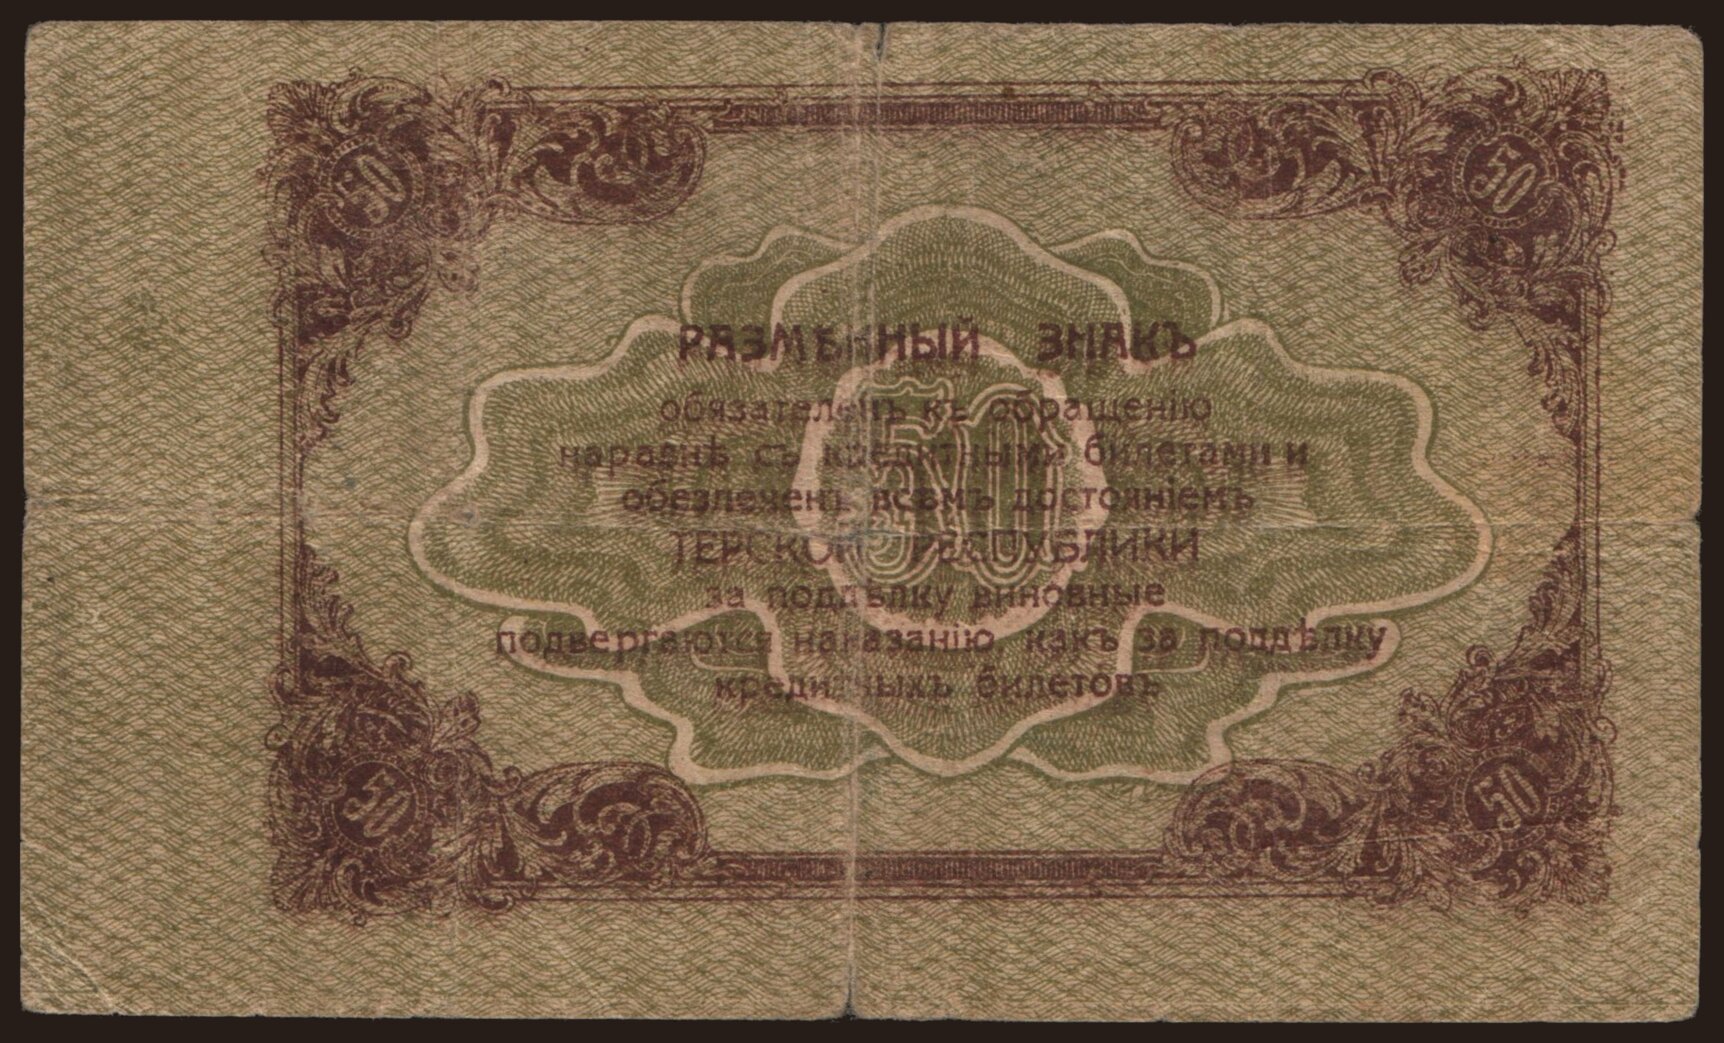 50 50
РАЗМѢННЫЙ ЗНАКЪ
обязателенъ къ обращенію
наравнѣ съ кредитными билетами и
50
обезпеченъ всѣмъ достояніемъ
ТЕРСКОЙ РЕСПУБЛИКИ
за поддѣлку виновные
подвергаются наказанію, какъ за поддѣлку
кредитныхъ билетовъ
50 50